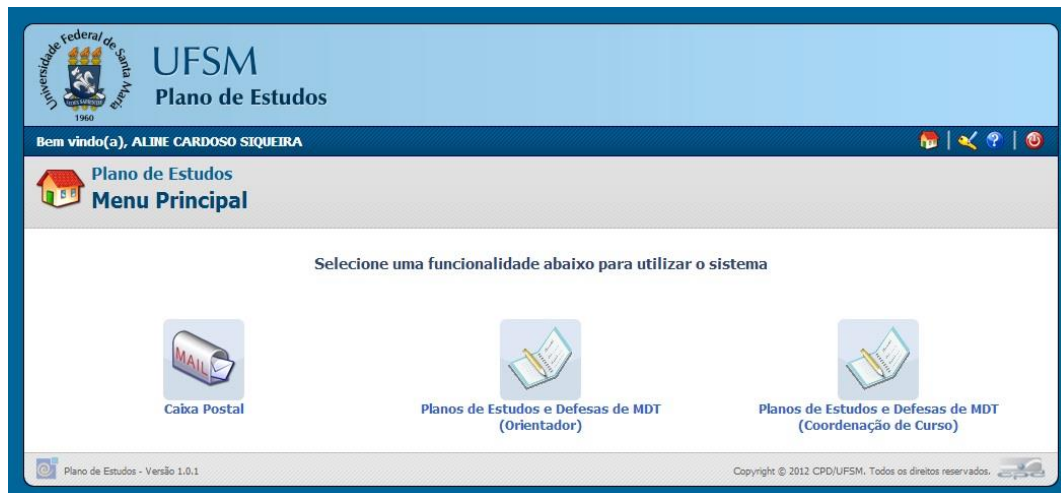 Universidade Federal de Santa Maria
1960
UFSM
Plano de Estudos
Bem vindo(a), ALINE CARDOSO SIQUEIRA
Plano de Estudos
Menu Principal
Selecione uma funcionalidade abaixo para utilizar o sistema
MAIL
Caixa Postal
Planos de Estudos e Defesas de MDT
(Orientador)
Planos de Estudos e Defesas de MDT
(Coordenação de Curso)
Plano de Estudos - Versão 1.0.1
Copyright © 2012 CPD/UFSM. Todos os direitos reservados.